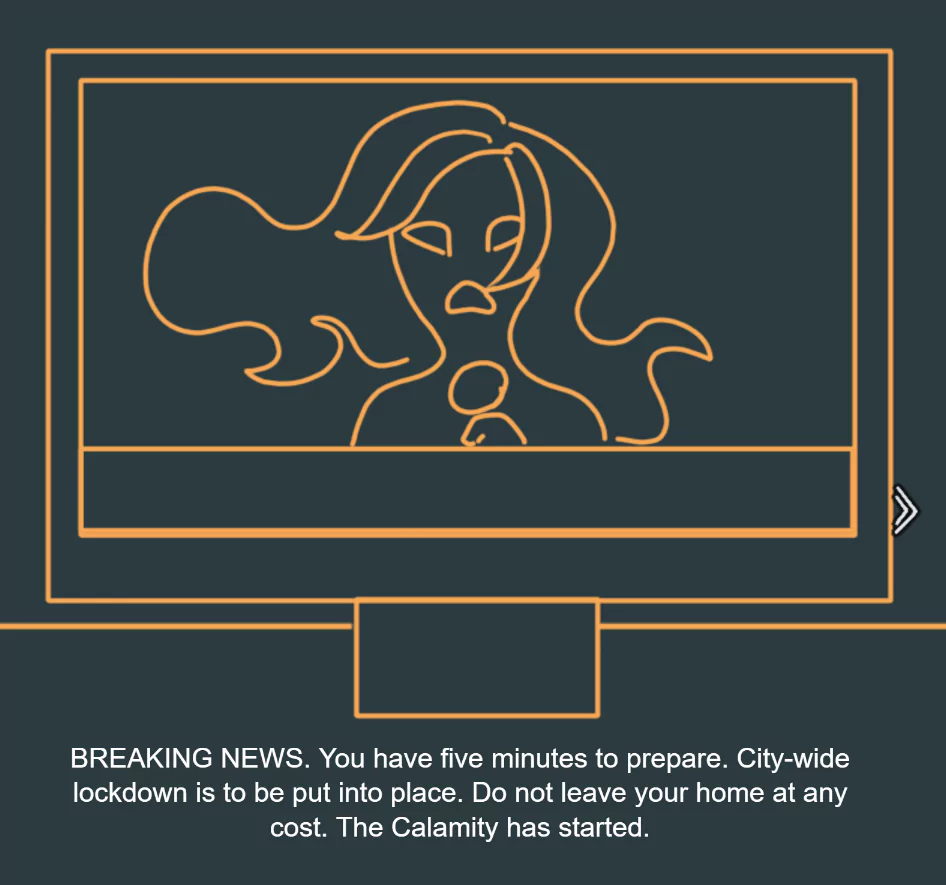 BREAKING NEWS. You have five minutes to prepare. City-wide
lockdown is to be put into place. Do not leave your home at any
cost. The Calamity has started.